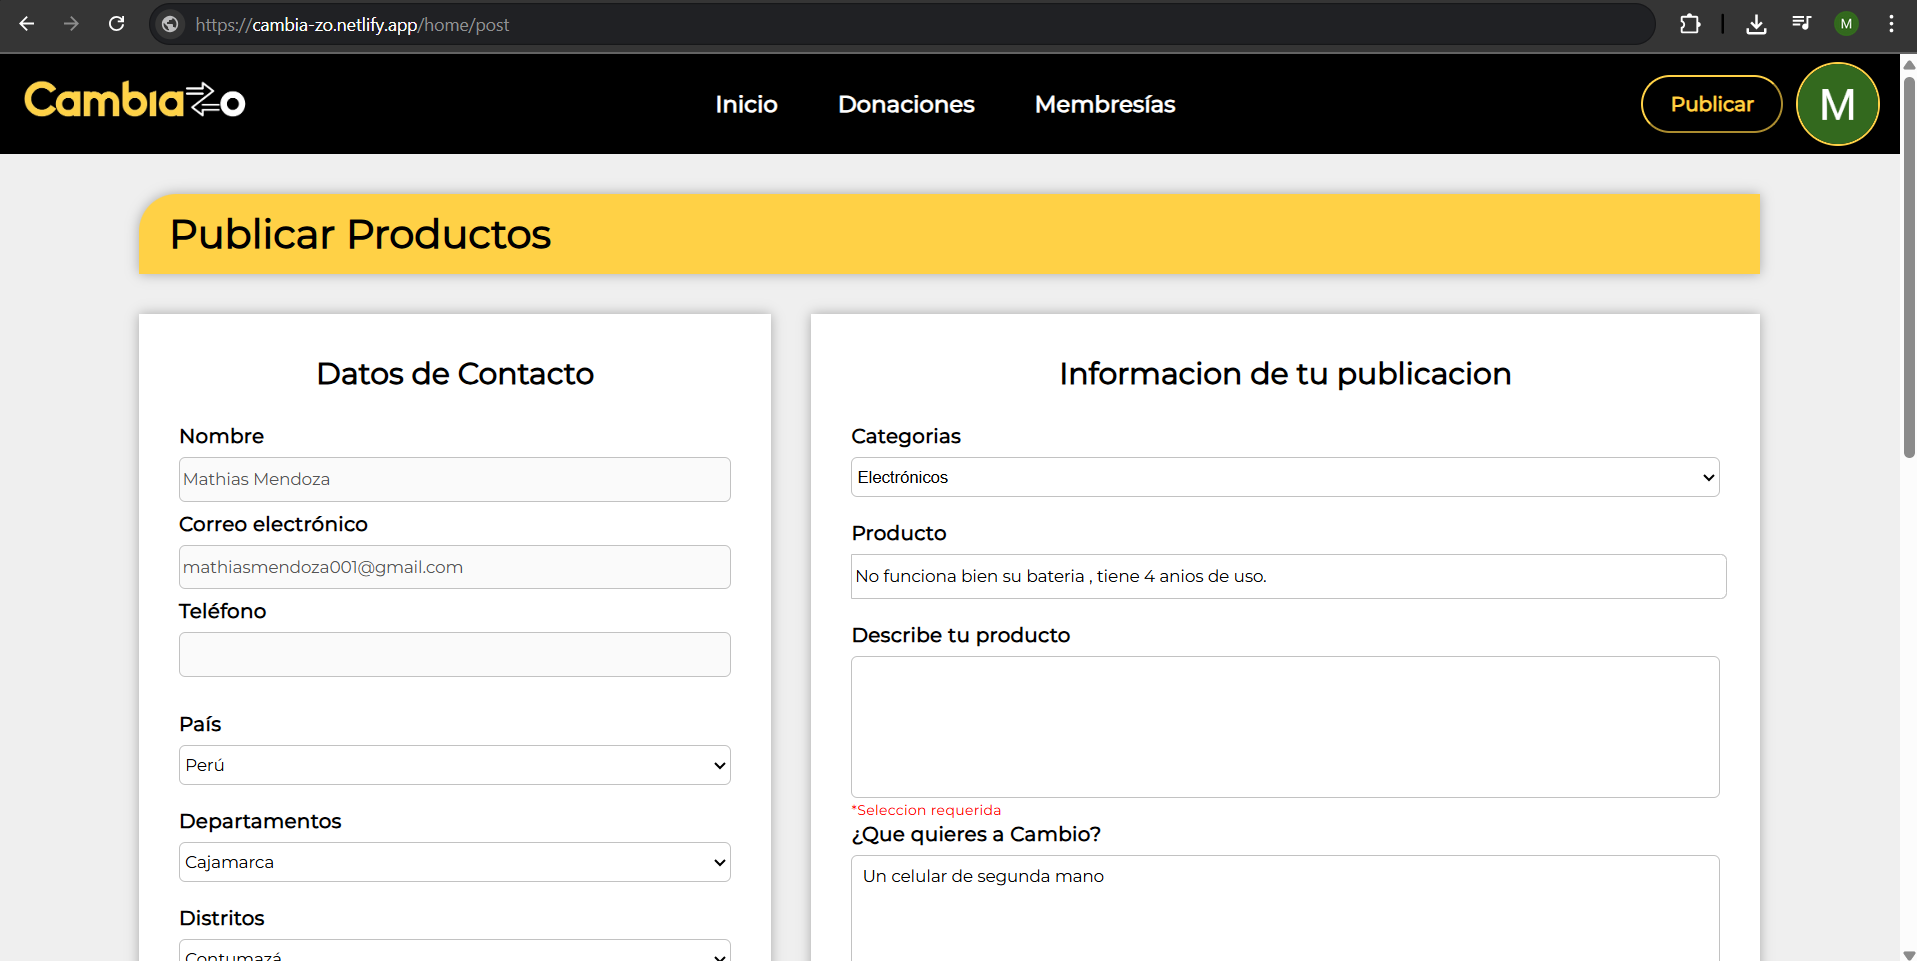 https://cambia-zo.netlify.app/home/post
M
Cambiazo
Inicio
Donaciones
Membresías
Publicar
M
Publicar Productos
Datos de Contacto
Nombre
Mathias Mendoza
Correo electrónico
mathiasmendoza001@gmail.com
Teléfono
País
Perú
Departamentos
Cajamarca
Distritos
Contumazá
Informacion de tu publicacion
Categorias
Electrónicos
Producto
No funciona bien su bateria , tiene 4 anios de uso.
Describe tu producto
*Seleccion requerida
¿Que quieres a Cambio?
Un celular de segunda mano